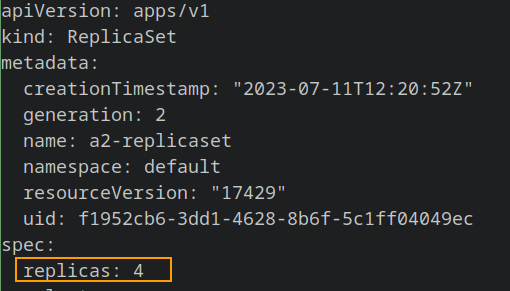 apiVersion: apps/v1
kind: ReplicaSet
metadata:
  creationTimestamp: "2023-07-11T12:20:52Z"
  generation: 2
  name: a2-replicaset
  namespace: default
  resourceVersion: "17429"
  uid: f1952cb6-3dd1-4628-8b6f-5c1ff04049ec
spec:
  replicas: 4